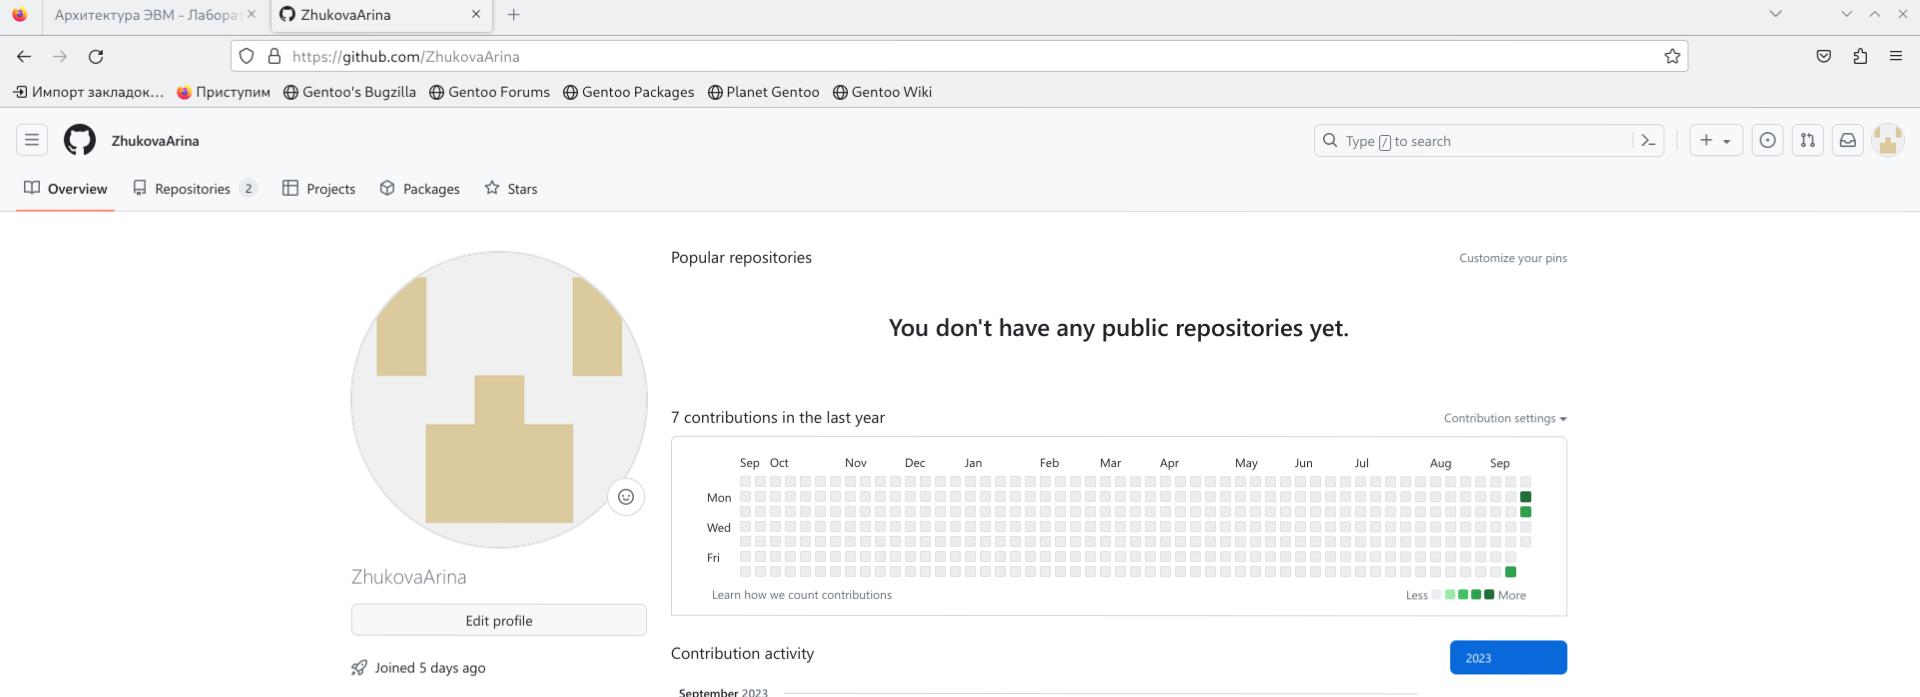 Архитектура ЭВМ - Лаборат
ZhukovaArina
https://github.com/ZhukovaArina
Импорт закладок… Приступим Gentoo's Bugzilla Gentoo Forums Gentoo Packages Planet Gentoo Gentoo Wiki
ZhukovaArina
Type / to search
Overview Repositories 2 Projects Packages Stars
Popular repositories
Customize your pins
You don't have any public repositories yet.
7 contributions in the last year
Contribution settings
Sep Oct Nov Dec Jan Feb Mar Apr May Jun Jul Aug Sep
Mon
Wed
Fri
Learn how we count contributions
Less More
ZhukovaArina
Edit profile
Joined 5 days ago
Contribution activity
2023
September 2023